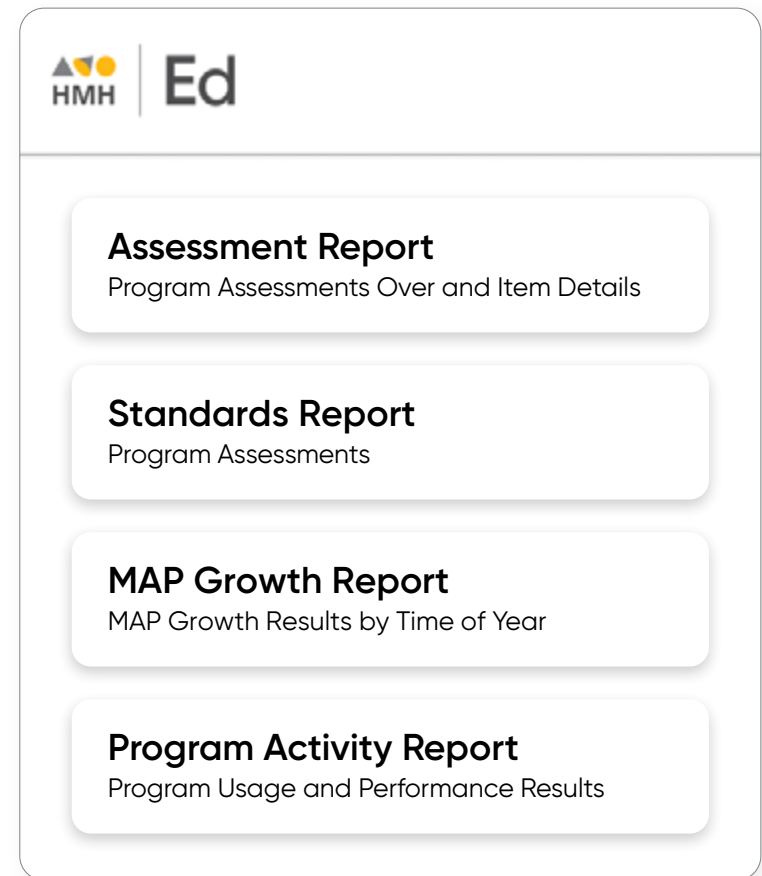 HMH | Ed
Assessment Report
Program Assessments Over and Item Details
Standards Report
Program Assessments
MAP Growth Report
MAP Growth Results by Time of Year
Program Activity Report
Program Usage and Performance Results